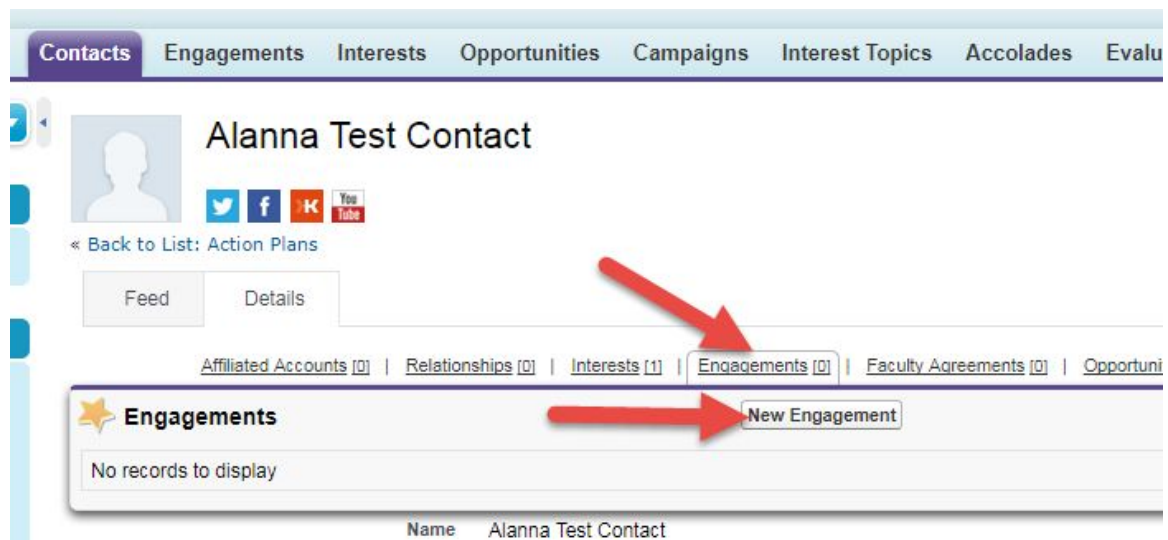 Contacts Engagements Interests Opportunities Campaigns Interest Topics Accolades Evalu
Alanna Test Contact
You Tube
« Back to List: Action Plans
Feed Details
Affiliated Accounts [0] | Relationships [0] | Interests [1] | Engagements [0] | Faculty Agreements [0] | Opportuni
Engagements New Engagement
No records to display
Name Alanna Test Contact